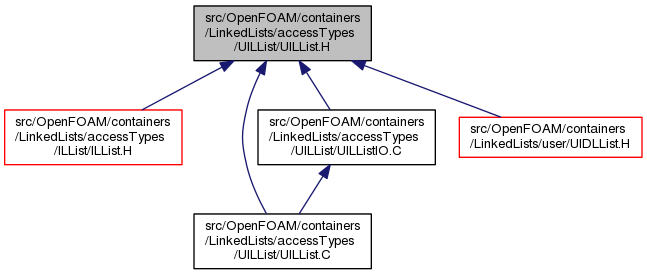 src/OpenFOAM/containers
/LinkedLists/accessTypes
/UILList/UILList.H
src/OpenFOAM/containers
/LinkedLists/accessTypes
/ILList/ILList.H
src/OpenFOAM/containers
/LinkedLists/accessTypes
/UILList/UILListIO.C
src/OpenFOAM/containers
/LinkedLists/user/UIDLList.H
src/OpenFOAM/containers
/LinkedLists/accessTypes
/UILList/UILList.C